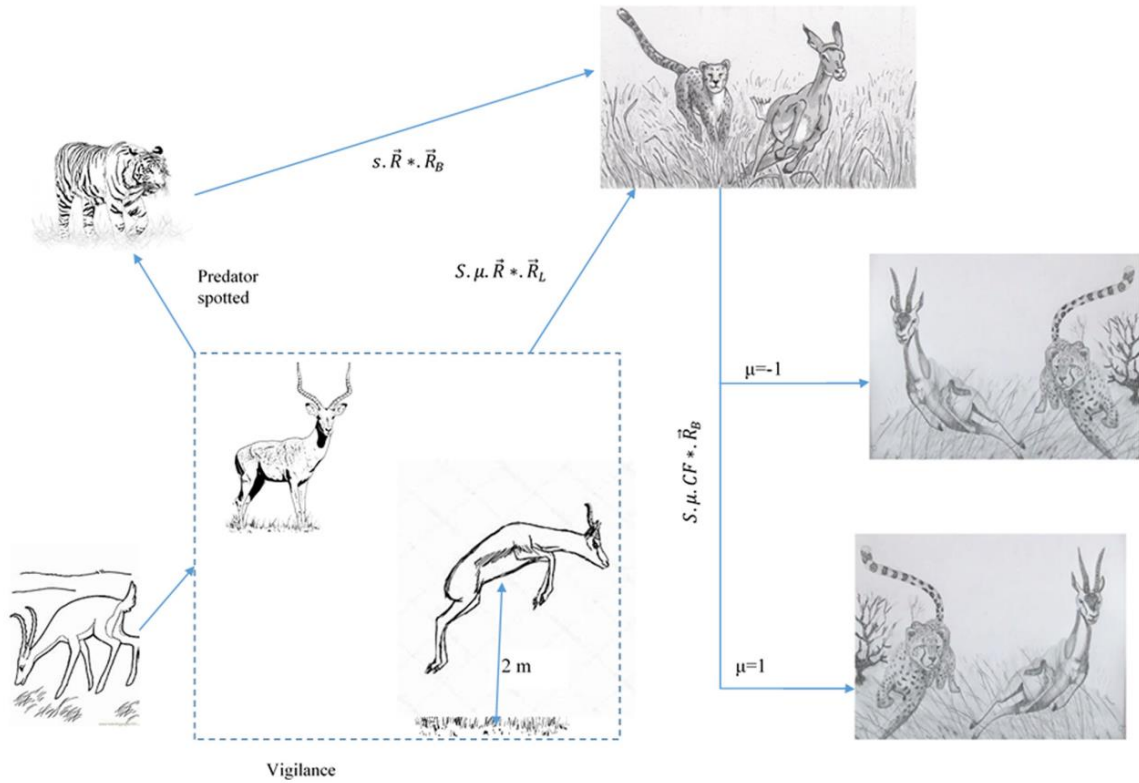 s. R⃗ ∗. R⃗_B
Predator
spotted
S. μ. R⃗ ∗. R⃗_L
μ=-1
S. μ. CF ∗. R⃗_B
2 m
μ=1
Vigilance